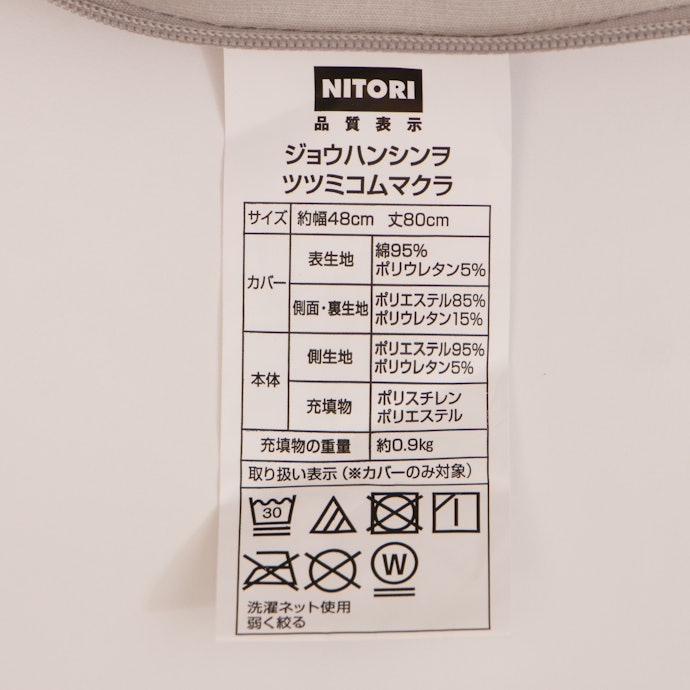 NITORI
品質表示
ジョウハンシンヲ
ツツミコムマクラ
サイズ 約幅48cm 丈80cm
カバー
表生地
綿95%
ポリウレタン5%
側面・裏生地
ポリエステル85%
ポリウレタン15%
本体
側生地
ポリエステル95%
ポリウレタン5%
充填物
ポリスチレン
ポリエステル
充填物の重量 約0.9kg
取り扱い表示(※カバーのみ対象)
30
W
洗濯ネット使用
弱く絞る